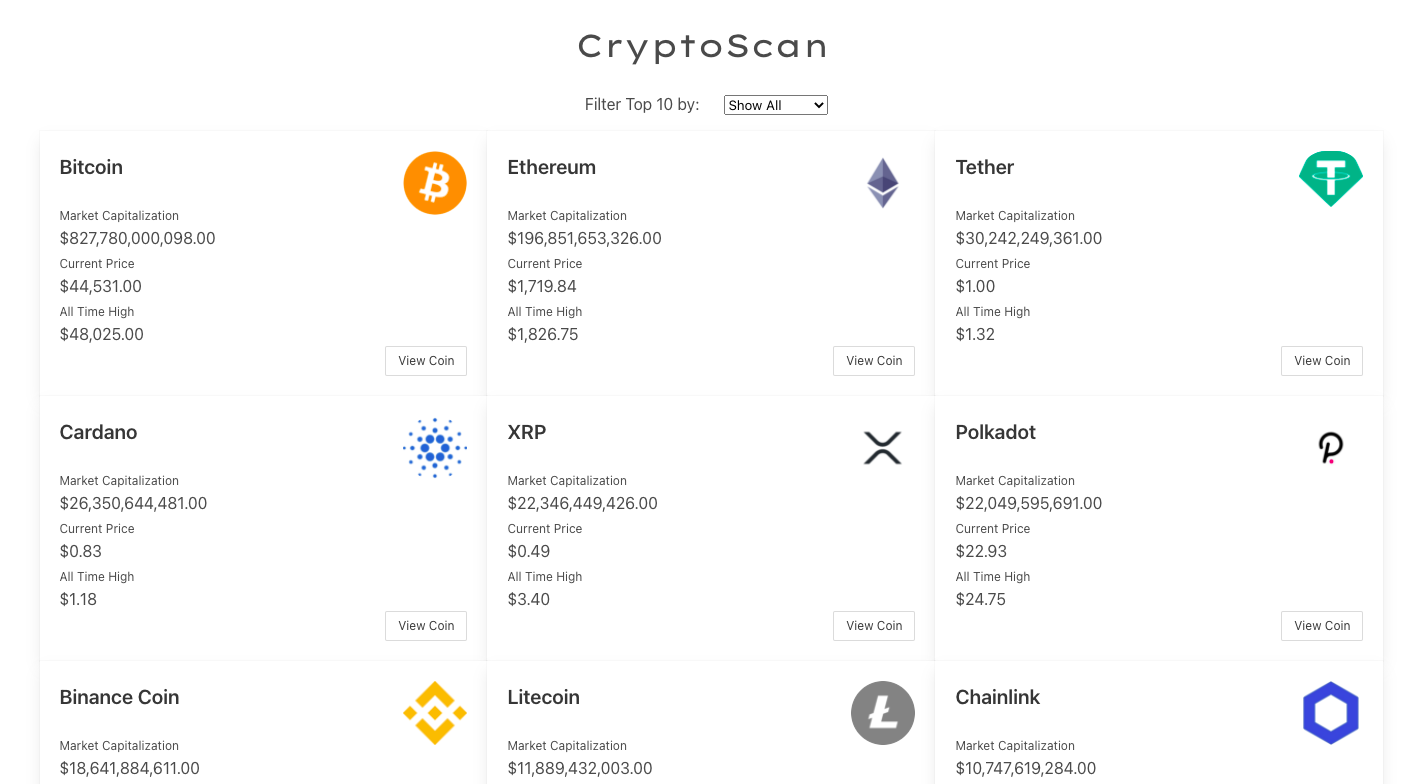 CryptoScan
Filter Top 10 by: Show All
Bitcoin
Market Capitalization
$827,780,000,098.00
Current Price
$44,531.00
All Time High
$48,025.00
View Coin
Ethereum
Market Capitalization
$196,851,653,326.00
Current Price
$1,719.84
All Time High
$1,826.75
View Coin
Tether
Market Capitalization
$30,242,249,361.00
Current Price
$1.00
All Time High
$1.32
View Coin
Cardano
Market Capitalization
$26,350,644,481.00
Current Price
$0.83
All Time High
$1.18
View Coin
XRP
Market Capitalization
$22,346,449,426.00
Current Price
$0.49
All Time High
$3.40
View Coin
Polkadot
Market Capitalization
$22,049,595,691.00
Current Price
$22.93
All Time High
$24.75
View Coin
Binance Coin
Market Capitalization
$18,641,884,611.00
Litecoin
Market Capitalization
$11,889,432,003.00
Chainlink
Market Capitalization
$10,747,619,284.00